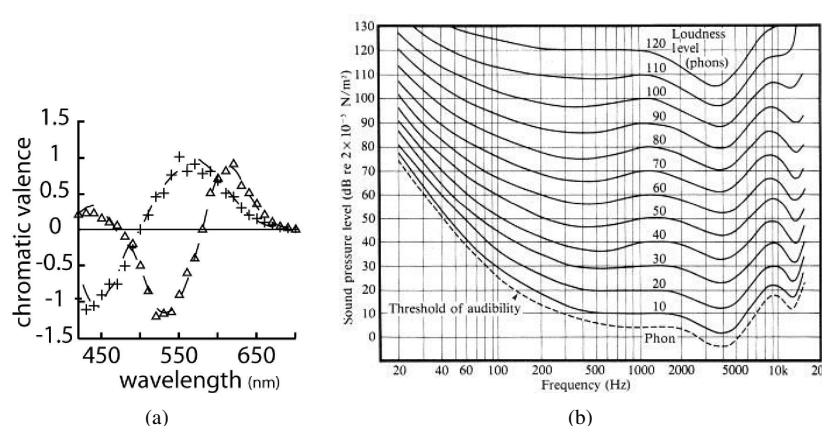 1.5
1
0.5
0
-0.5
-1
-1.5
chromatic valence
450 550 650
wavelength (nm)
(a)
130
120
110
100
90
80
70
60
50
40
30
20
10
0
Sound pressure level (dB re 2 × 10⁻⁵ N/m²)
Loudness
level
(phons)
120
110
100
90
80
70
60
50
40
30
20
10
Phon
Threshold of audibility
20 40 60 100 200 500 1000 2000 5000 10k 20
Frequency (Hz)
(b)